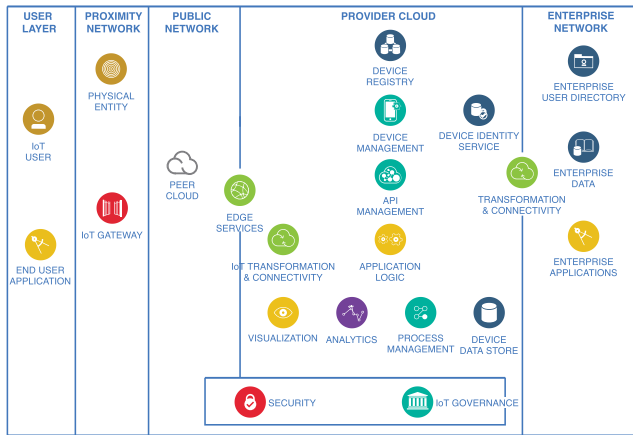 USER
LAYER
PROXIMITY
NETWORK
PUBLIC
NETWORK
PROVIDER CLOUD
ENTERPRISE
NETWORK
IoT
USER
END USER
APPLICATION
PHYSICAL
ENTITY
IoT GATEWAY
PEER
CLOUD
EDGE
SERVICES
DEVICE
REGISTRY
DEVICE
MANAGEMENT
DEVICE IDENTITY
SERVICE
API
MANAGEMENT
IoT TRANSFORMATION
& CONNECTIVITY
APPLICATION
LOGIC
VISUALIZATION
ANALYTICS
PROCESS
MANAGEMENT
DEVICE
DATA STORE
TRANSFORMATION
& CONNECTIVITY
ENTERPRISE
USER DIRECTORY
ENTERPRISE
DATA
ENTERPRISE
APPLICATIONS
SECURITY
IoT GOVERNANCE